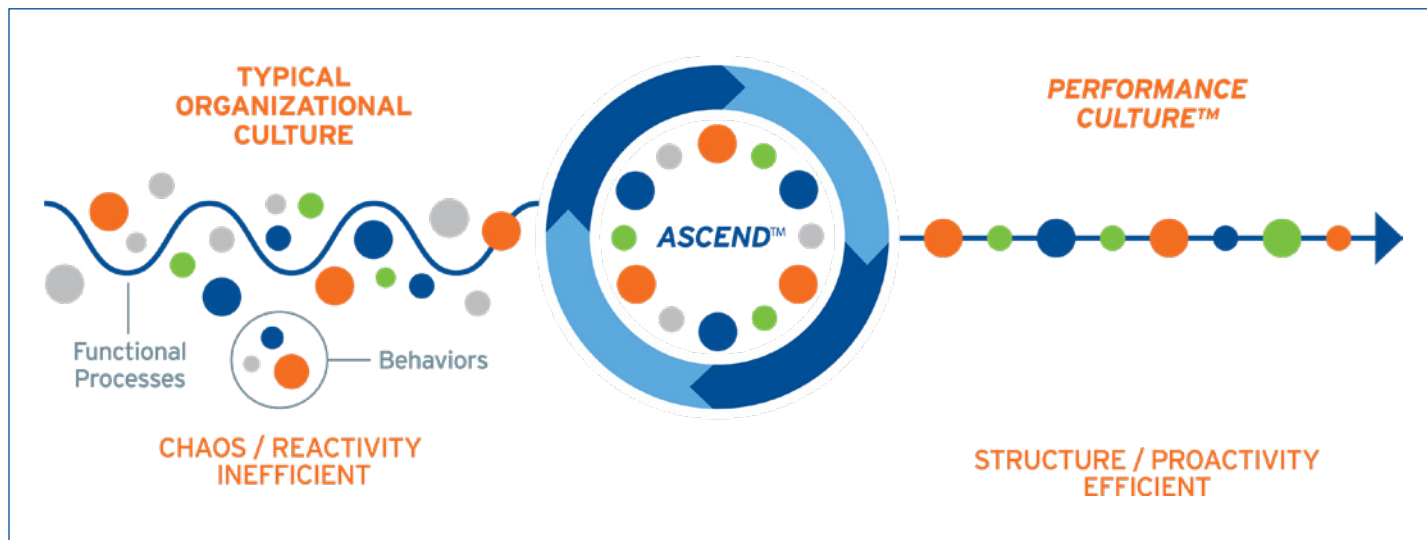 TYPICAL
ORGANIZATIONAL
CULTURE
Functional
Processes
Behaviors
CHAOS / REACTIVITY
INEFFICIENT
ASCEND™
PERFORMANCE
CULTURE™
STRUCTURE / PROACTIVITY
EFFICIENT